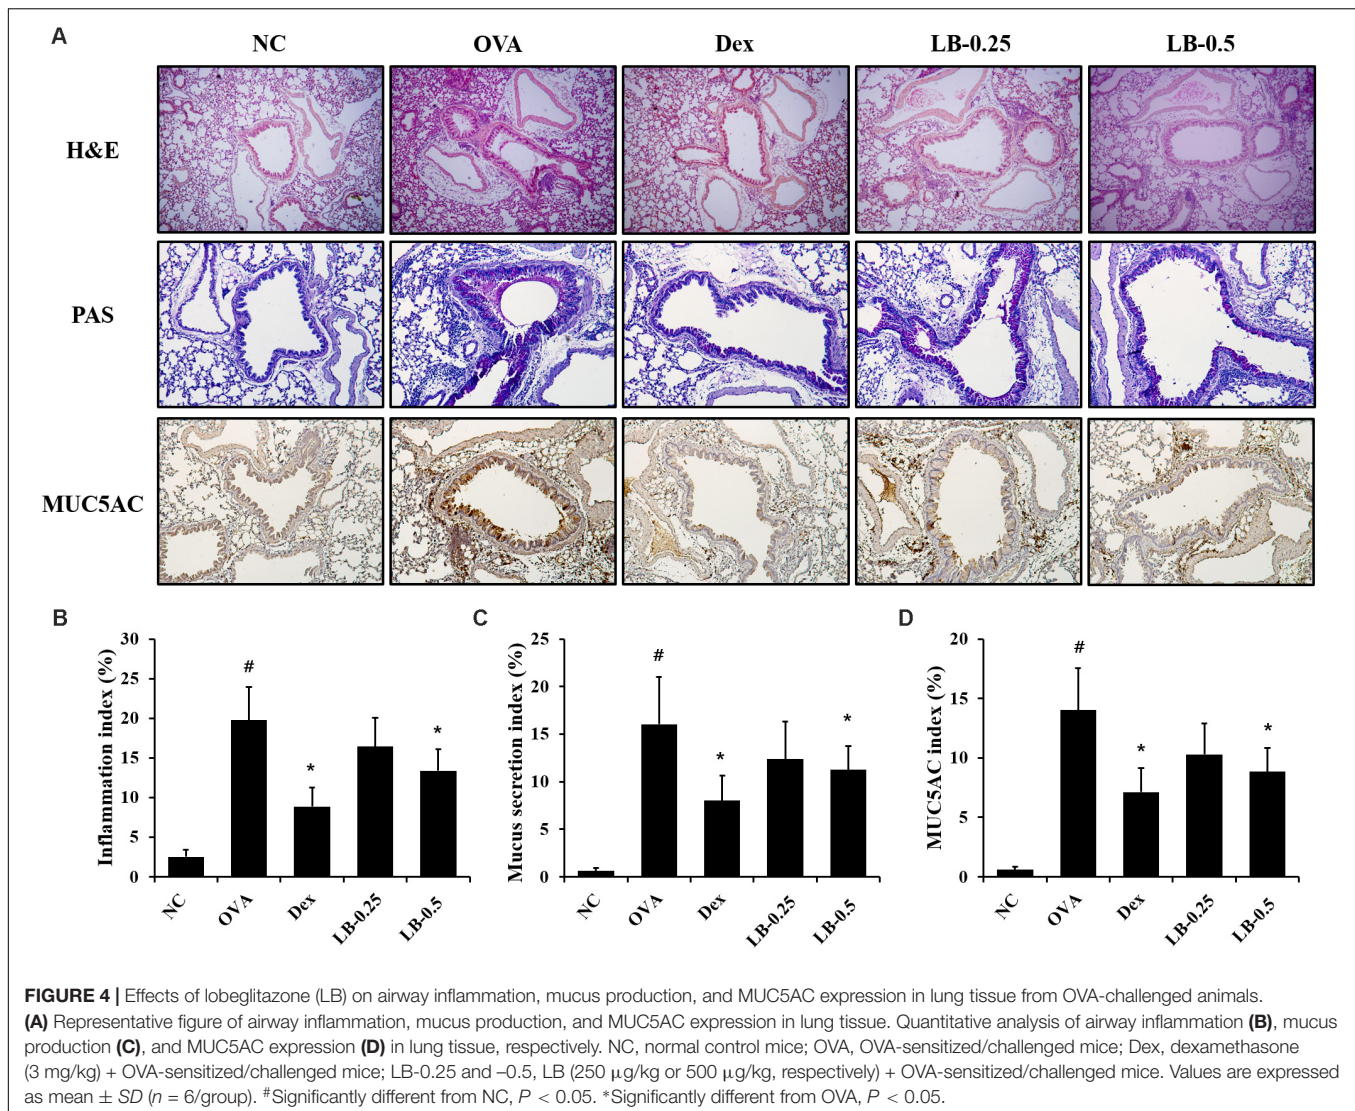 A
NC OVA Dex LB-0.25 LB-0.5
H&E
PAS
MUC5AC
B
Inflammation index (%)
30
25
20
15
10
5
0
#
*
*
NC OVA Dex LB-0.25 LB-0.5
C
Mucus secretion index (%)
25
20
15
10
5
0
#
*
*
NC OVA Dex LB-0.25 LB-0.5
D
MUC5AC index (%)
20
15
10
5
0
#
*
*
NC OVA Dex LB-0.25 LB-0.5
FIGURE 4 | Effects of lobeglitazone (LB) on airway inflammation, mucus production, and MUC5AC expression in lung tissue from OVA-challenged animals.
(A) Representative figure of airway inflammation, mucus production, and MUC5AC expression in lung tissue. Quantitative analysis of airway inflammation (B), mucus
production (C), and MUC5AC expression (D) in lung tissue, respectively. NC, normal control mice; OVA, OVA-sensitized/challenged mice; Dex, dexamethasone
(3 mg/kg) + OVA-sensitized/challenged mice; LB-0.25 and –0.5, LB (250 μg/kg or 500 μg/kg, respectively) + OVA-sensitized/challenged mice. Values are expressed
as mean ± SD (n = 6/group). #Significantly different from NC, P < 0.05. *Significantly different from OVA, P < 0.05.